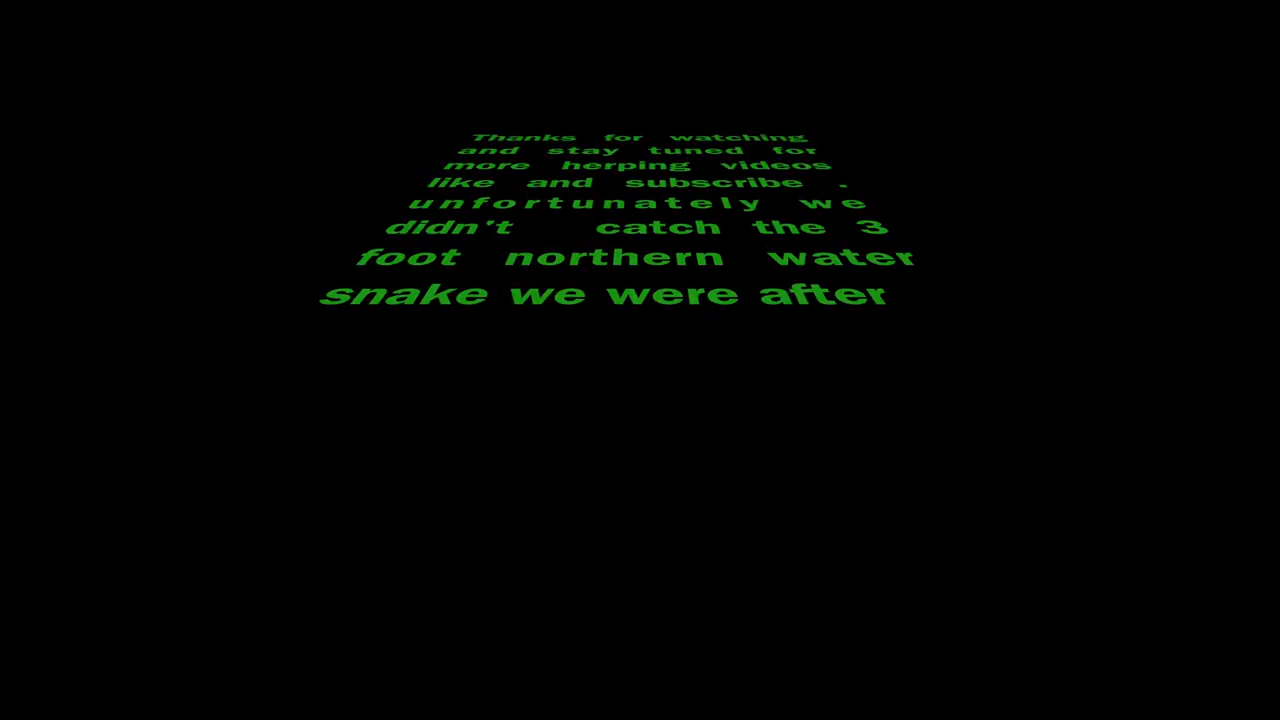 Thanks for watching
and stay tuned for
more herping videos
like and subscribe .
unfortunately we
didn't catch the 3
foot northern water
snake we were after